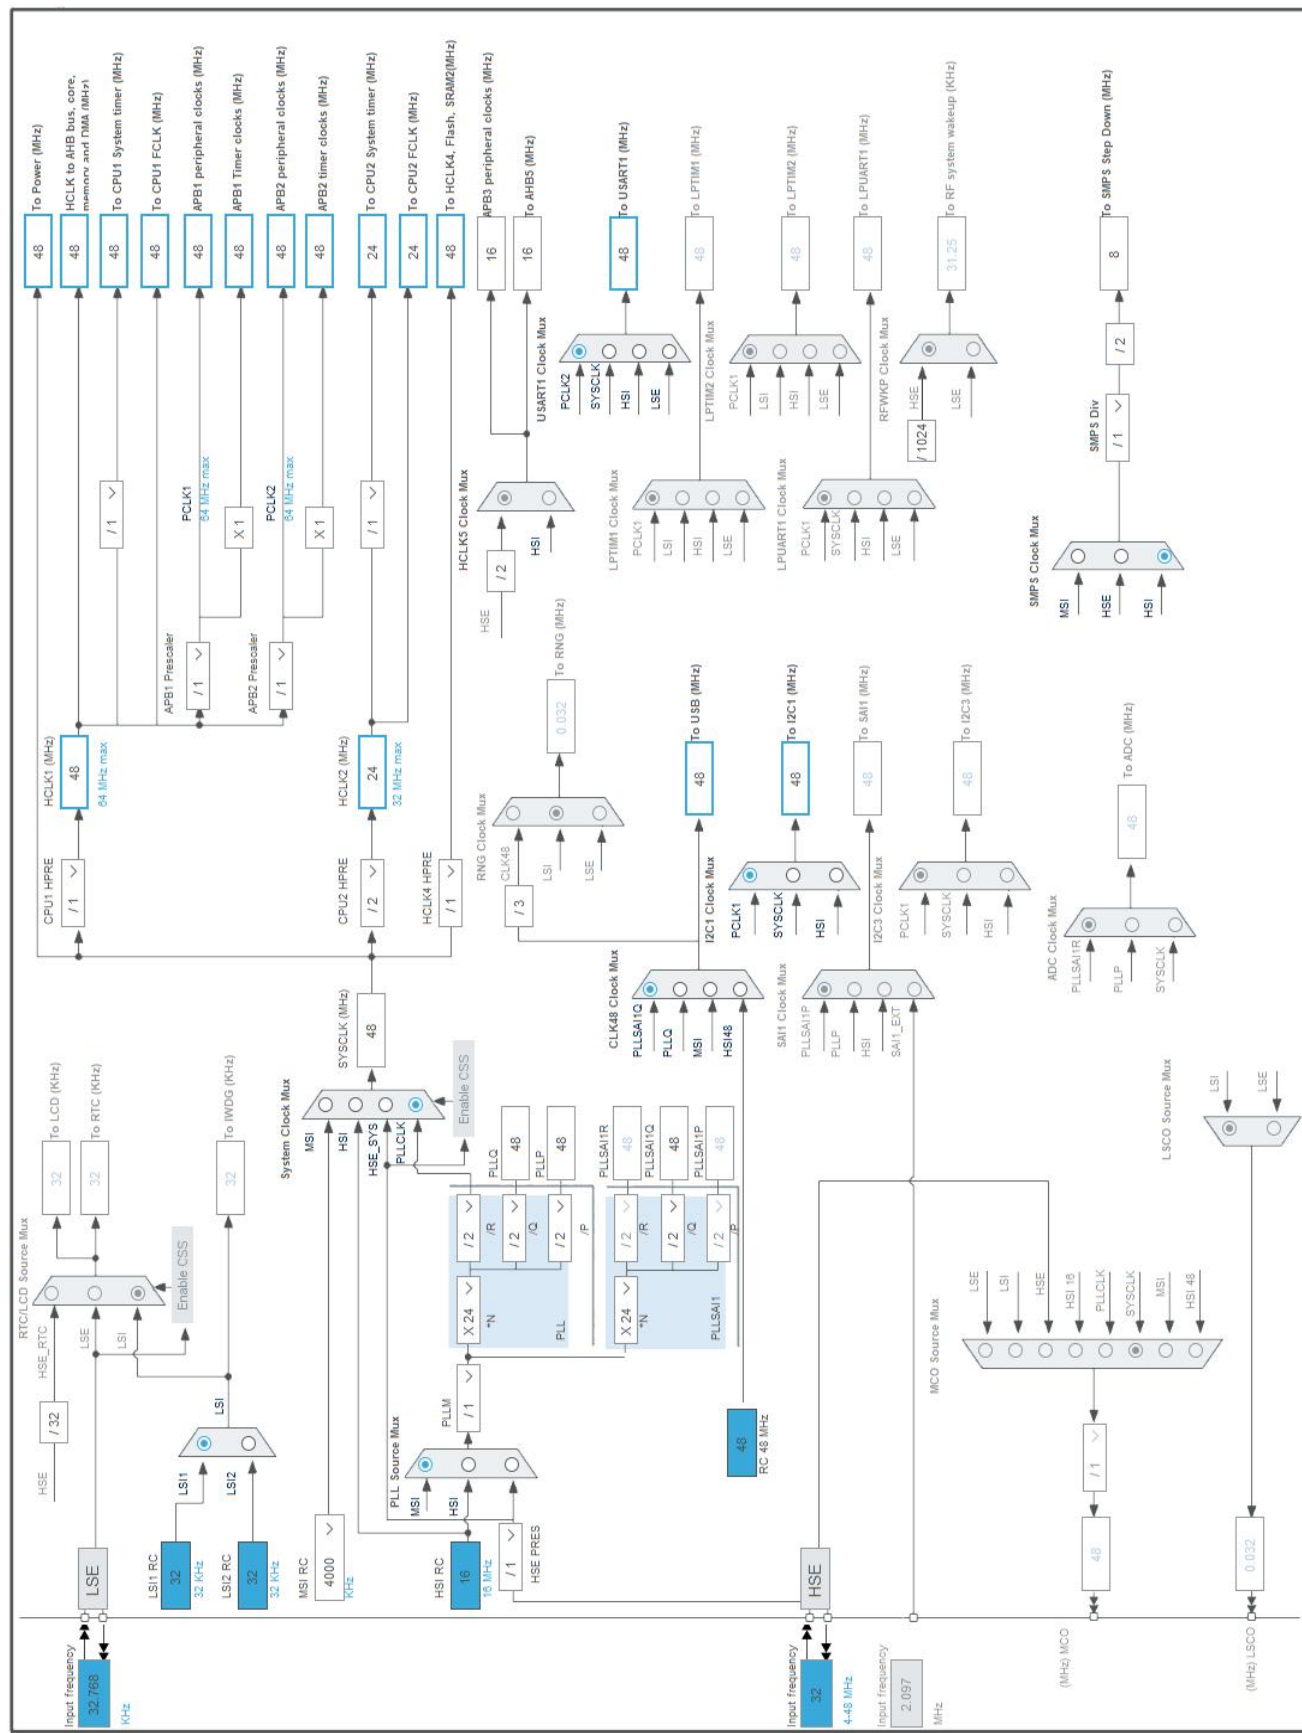 Input frequency
32.768
KHz
LSE
HSE
/ 32
HSE_RTC
LSE
LSI
RTC/LCD Source Mux
Enable CSS
32
To LCD (KHz)
32
To RTC (KHz)
LSI1 RC
32
32 KHz
LSI1
LSI2 RC
32
32 KHz
LSI2
LSI
32
To IWDG (KHz)
MSI RC
4000
KHz
HSI RC
16
16 MHz
/ 1
HSE PRES
PLL Source Mux
MSI
HSI
PLLM
/ 1
X 24
*N
PLL
/ 2
/R
/ 2
/Q
/ 2
/P
PLLQ
48
PLLP
48
X 24
*N
PLLSAI1
/ 2
/R
/ 2
/Q
/ 2
/P
PLLSAI1R
48
PLLSAI1Q
48
PLLSAI1P
48
System Clock Mux
MSI
HSI
HSE_SYS
PLLCLK
Enable CSS
SYSCLK (MHz)
48
CPU1 HPRE
/ 1
HCLK1 (MHz)
48
64 MHz max
CPU2 HPRE
/ 2
HCLK2 (MHz)
24
32 MHz max
HCLK4 HPRE
/ 1
APB1 Prescaler
/ 1
APB2 Prescaler
/ 1
/ 1
PCLK1
64 MHz max
X 1
PCLK2
64 MHz max
X 1
/ 1
48
To Power (MHz)
48
HCLK to AHB bus, core,
memory and DMA (MHz)
48
To CPU1 System timer (MHz)
48
To CPU1 FCLK (MHz)
48
APB1 peripheral clocks (MHz)
48
APB1 Timer clocks (MHz)
48
APB2 peripheral clocks (MHz)
48
APB2 timer clocks (MHz)
24
To CPU2 System timer (MHz)
24
To CPU2 FCLK (MHz)
48
To HCLK4, Flash, SRAM2(MHz)
HSE
/ 2
HSI
HCLK5 Clock Mux
16
APB3 peripheral clocks (MHz)
16
To AHB5 (MHz)
RC 48 MHz
48
CLK48 Clock Mux
PLLSAI1Q
PLLQ
MSI
HSI48
/ 3
RNG Clock Mux
CLK48
LSI
LSE
0.032
To RNG (MHz)
48
To USB (MHz)
USART1 Clock Mux
PCLK2
SYSCLK
HSI
LSE
48
To USART1 (MHz)
LPTIM1 Clock Mux
PCLK1
LSI
HSI
LSE
48
To LPTIM1 (MHz)
LPTIM2 Clock Mux
PCLK1
LSI
HSI
LSE
48
To LPTIM2 (MHz)
LPUART1 Clock Mux
PCLK1
SYSCLK
HSI
LSE
48
To LPUART1 (MHz)
RFWKP Clock Mux
/ 1024
HSE
LSE
31.25
To RF system wakeup (KHz)
I2C1 Clock Mux
PCLK1
SYSCLK
HSI
48
To I2C1 (MHz)
SAI1 Clock Mux
PLLSAI1P
PLLP
HSI
SAI1_EXT
48
To SAI1 (MHz)
I2C3 Clock Mux
PCLK1
SYSCLK
HSI
48
To I2C3 (MHz)
ADC Clock Mux
PLLSAI1R
PLLP
SYSCLK
48
To ADC (MHz)
SMPS Clock Mux
MSI
HSE
HSI
SMPS Div
/ 1
/ 2
8
To SMPS Step Down (MHz)
Input frequency
32
4-48 MHz
HSE
Input frequency
2.097
MHz
MCO Source Mux
LSE
LSI
HSE
HSI 16
PLLCLK
SYSCLK
MSI
HSI 48
/ 1
48
(MHz) MCO
LSCO Source Mux
LSI
LSE
0.032
(MHz) LSCO